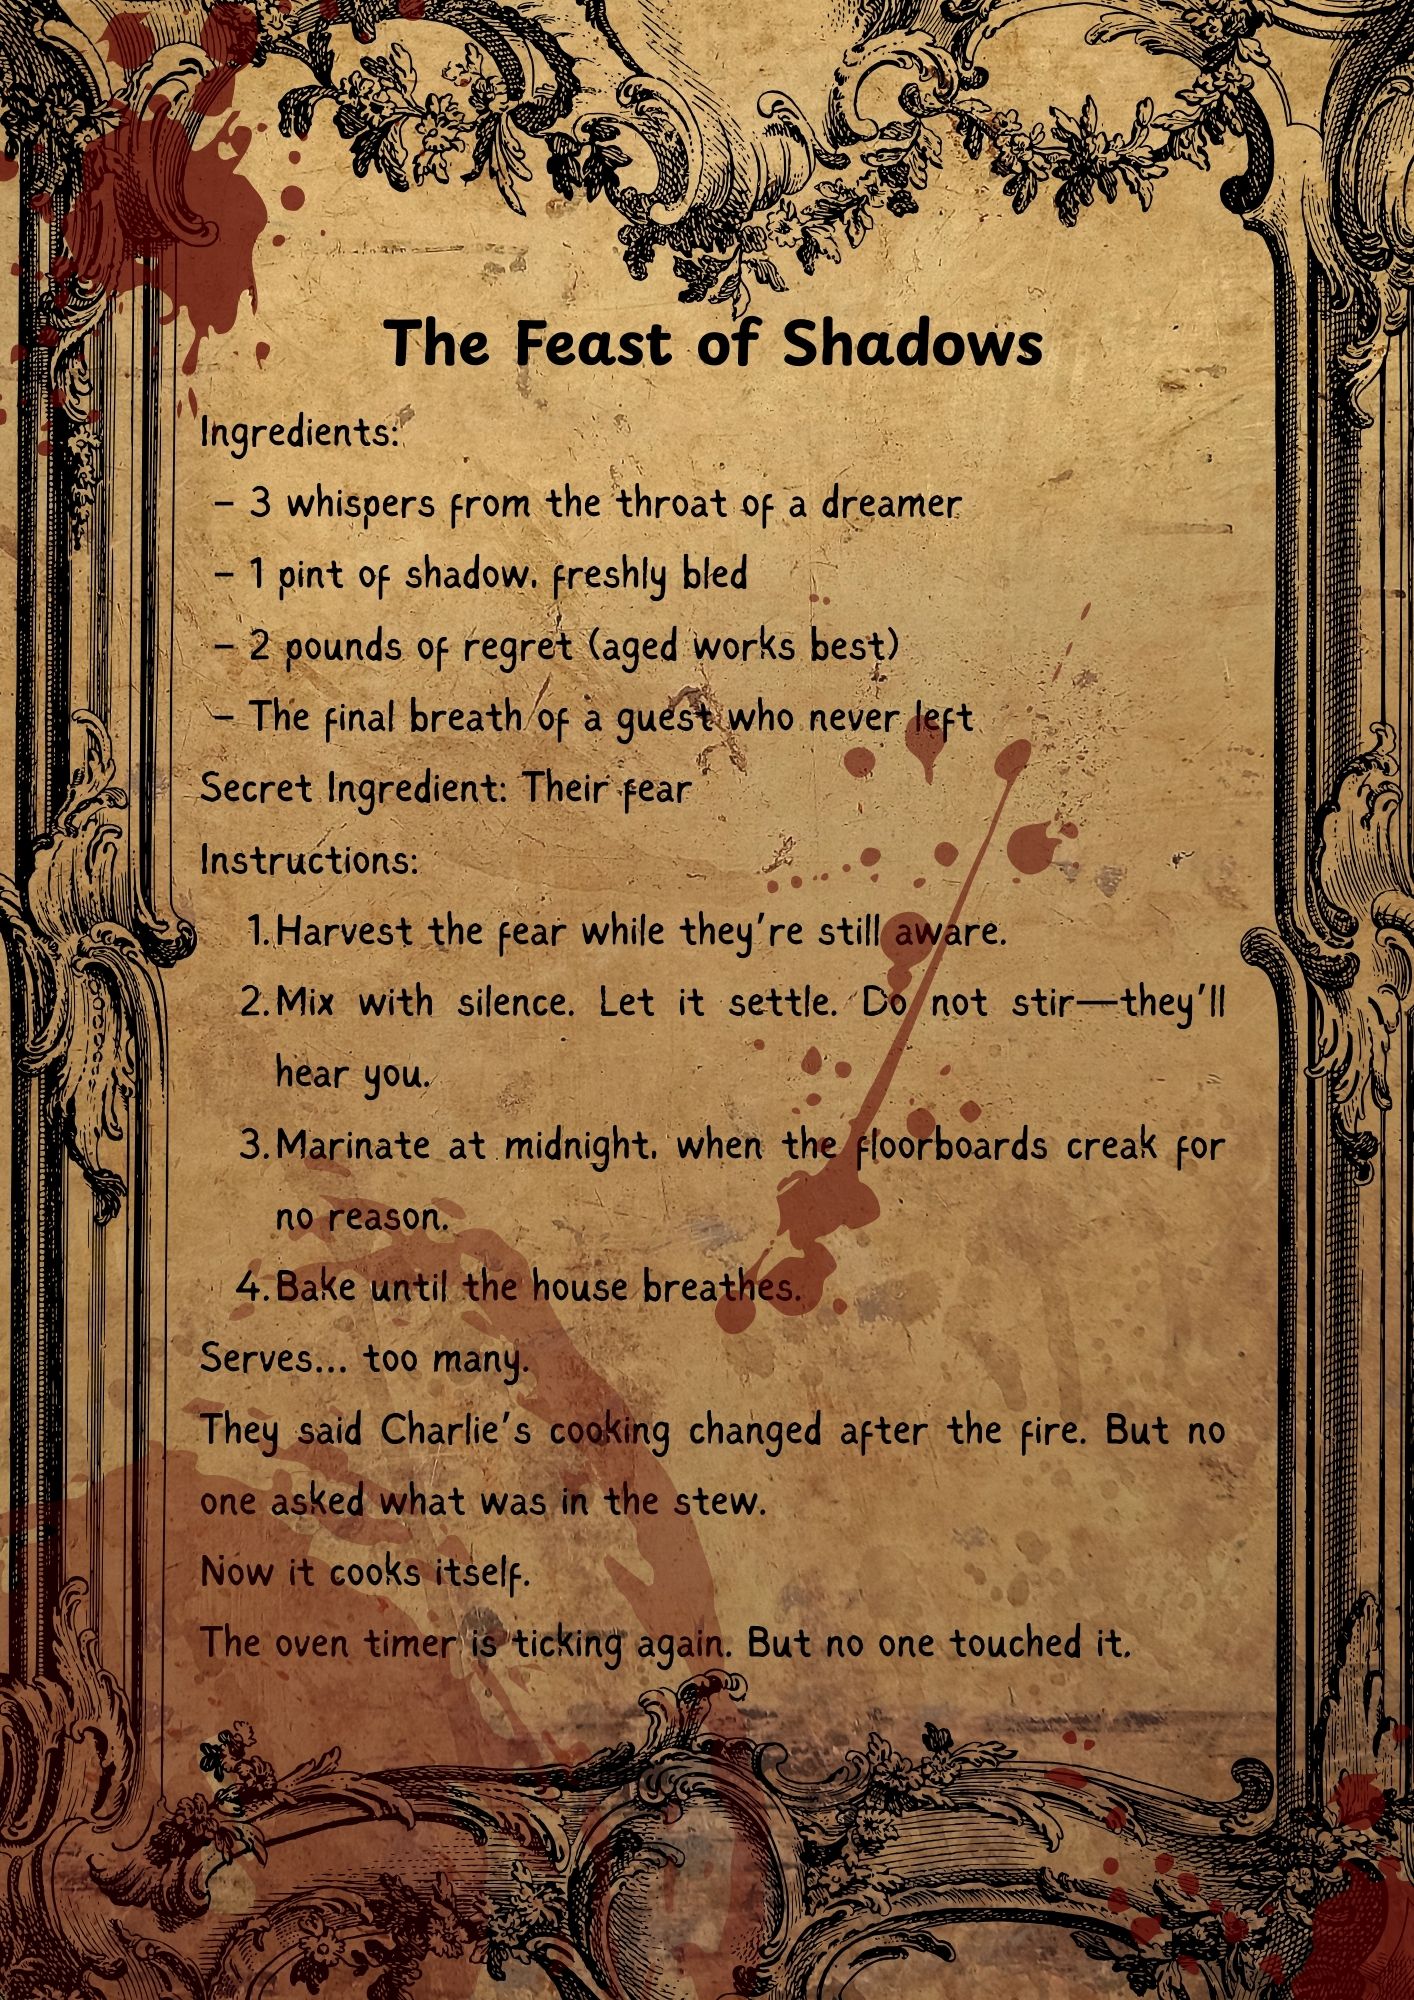 The Feast of Shadows
Ingredients:
– 3 whispers from the throat of a dreamer
– 1 pint of shadow, freshly bled
– 2 pounds of regret (aged works best)
– The final breath of a guest who never left
Secret Ingredient: Their fear
Instructions:
1. Harvest the fear while they're still aware.
2. Mix with silence. Let it settle. Do not stir—they'll
hear you.
3. Marinate at midnight, when the floorboards creak for
no reason.
4. Bake until the house breathes.
Serves... too many.
They said Charlie's cooking changed after the fire. But no
one asked what was in the stew.
Now it cooks itself.
The oven timer is ticking again. But no one touched it.